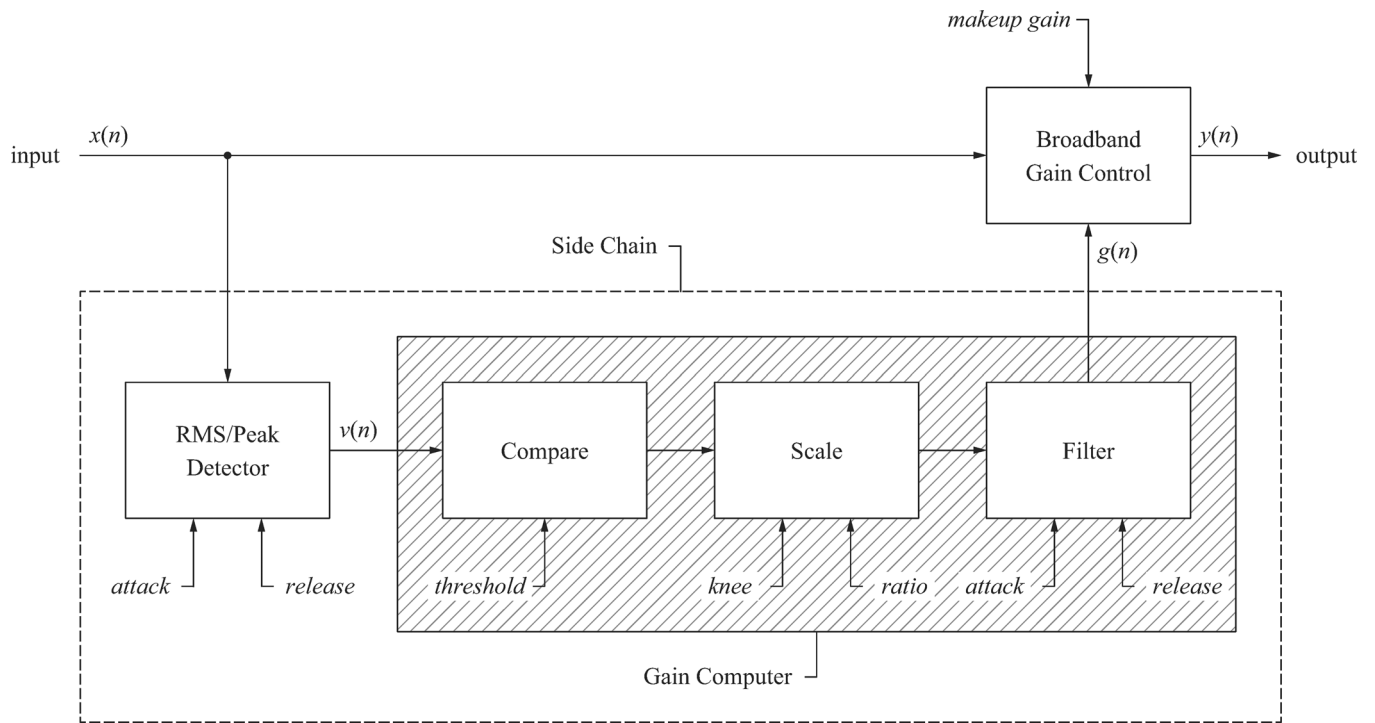 makeup gain
input
x(n)
Broadband
Gain Control
y(n)
output
Side Chain
g(n)
RMS/Peak
Detector
v(n)
Compare
Scale
Filter
attack
release
threshold
knee
ratio
attack
release
Gain Computer